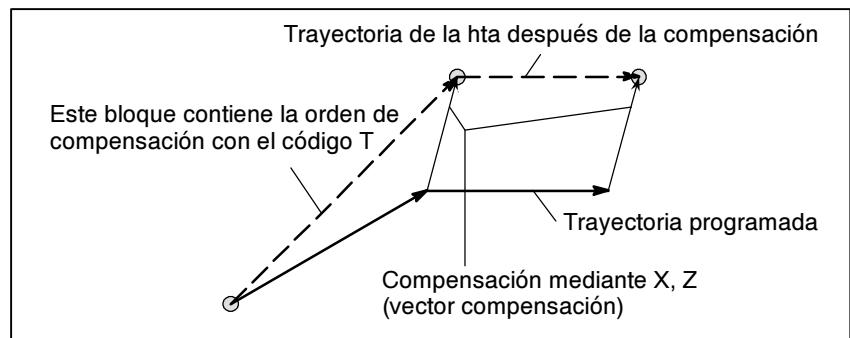 Trayectoria de la hta después de la compensación
Este bloque contiene la orden de
compensación con el código T
Trayectoria programada
Compensación mediante X, Z
(vector compensación)